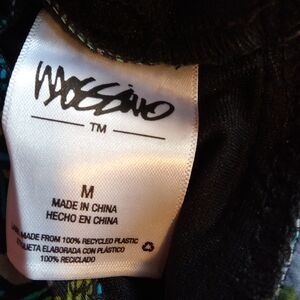 mossimo
TM
M
MADE IN CHINA
HECHO EN CHINA
LABEL MADE FROM 100% RECYCLED PLASTIC
ETIQUETA ELABORADA CON PLÁSTICO
100% RECICLADO